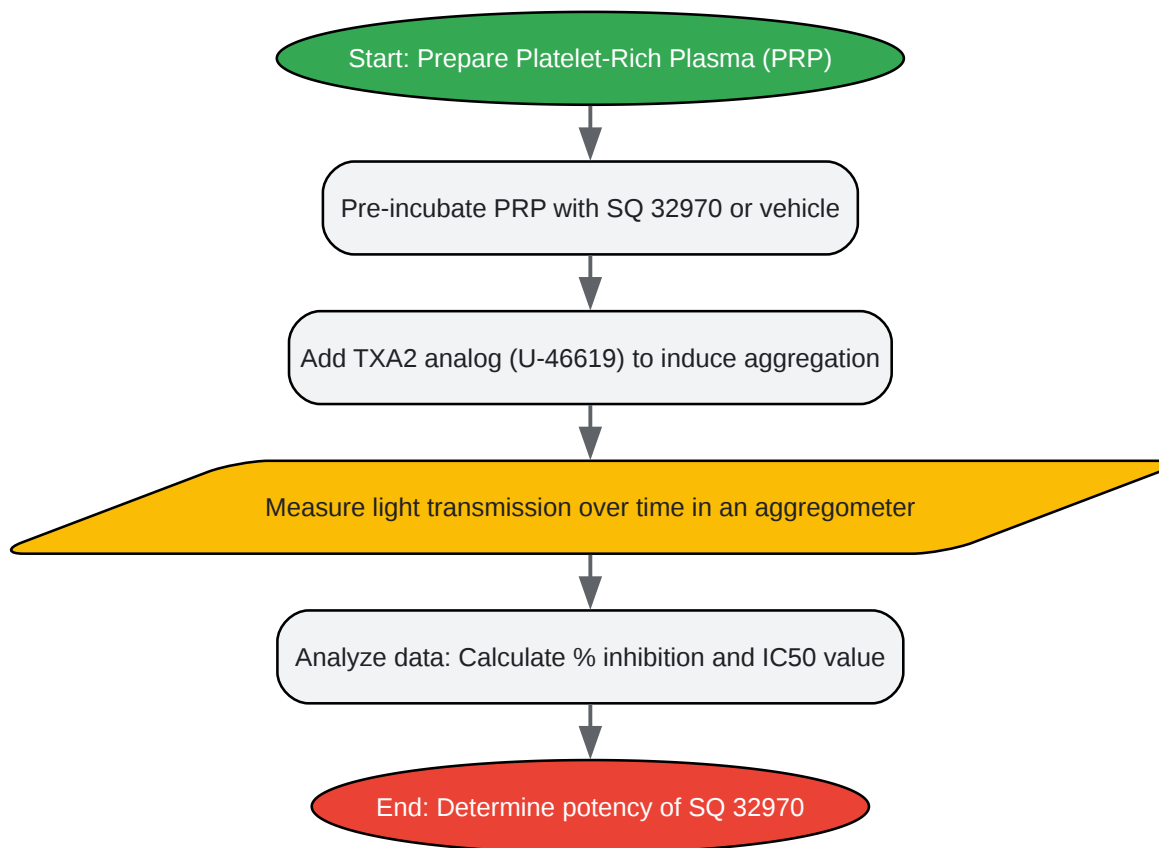 Start: Prepare Platelet-Rich Plasma (PRP)
Pre-incubate PRP with SQ 32970 or vehicle
Add TXA2 analog (U-46619) to induce aggregation
Measure light transmission over time in an aggregometer
Analyze data: Calculate % inhibition and IC50 value
End: Determine potency of SQ 32970